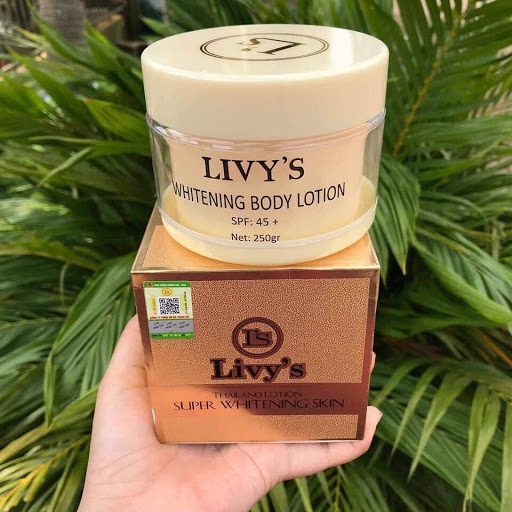 LIVY'S
WHITENING BODY LOTION
SPF: 45 +
Net: 250gr
L's
Livy's
THAILAND LOTION
SUPER WHITENING SKIN